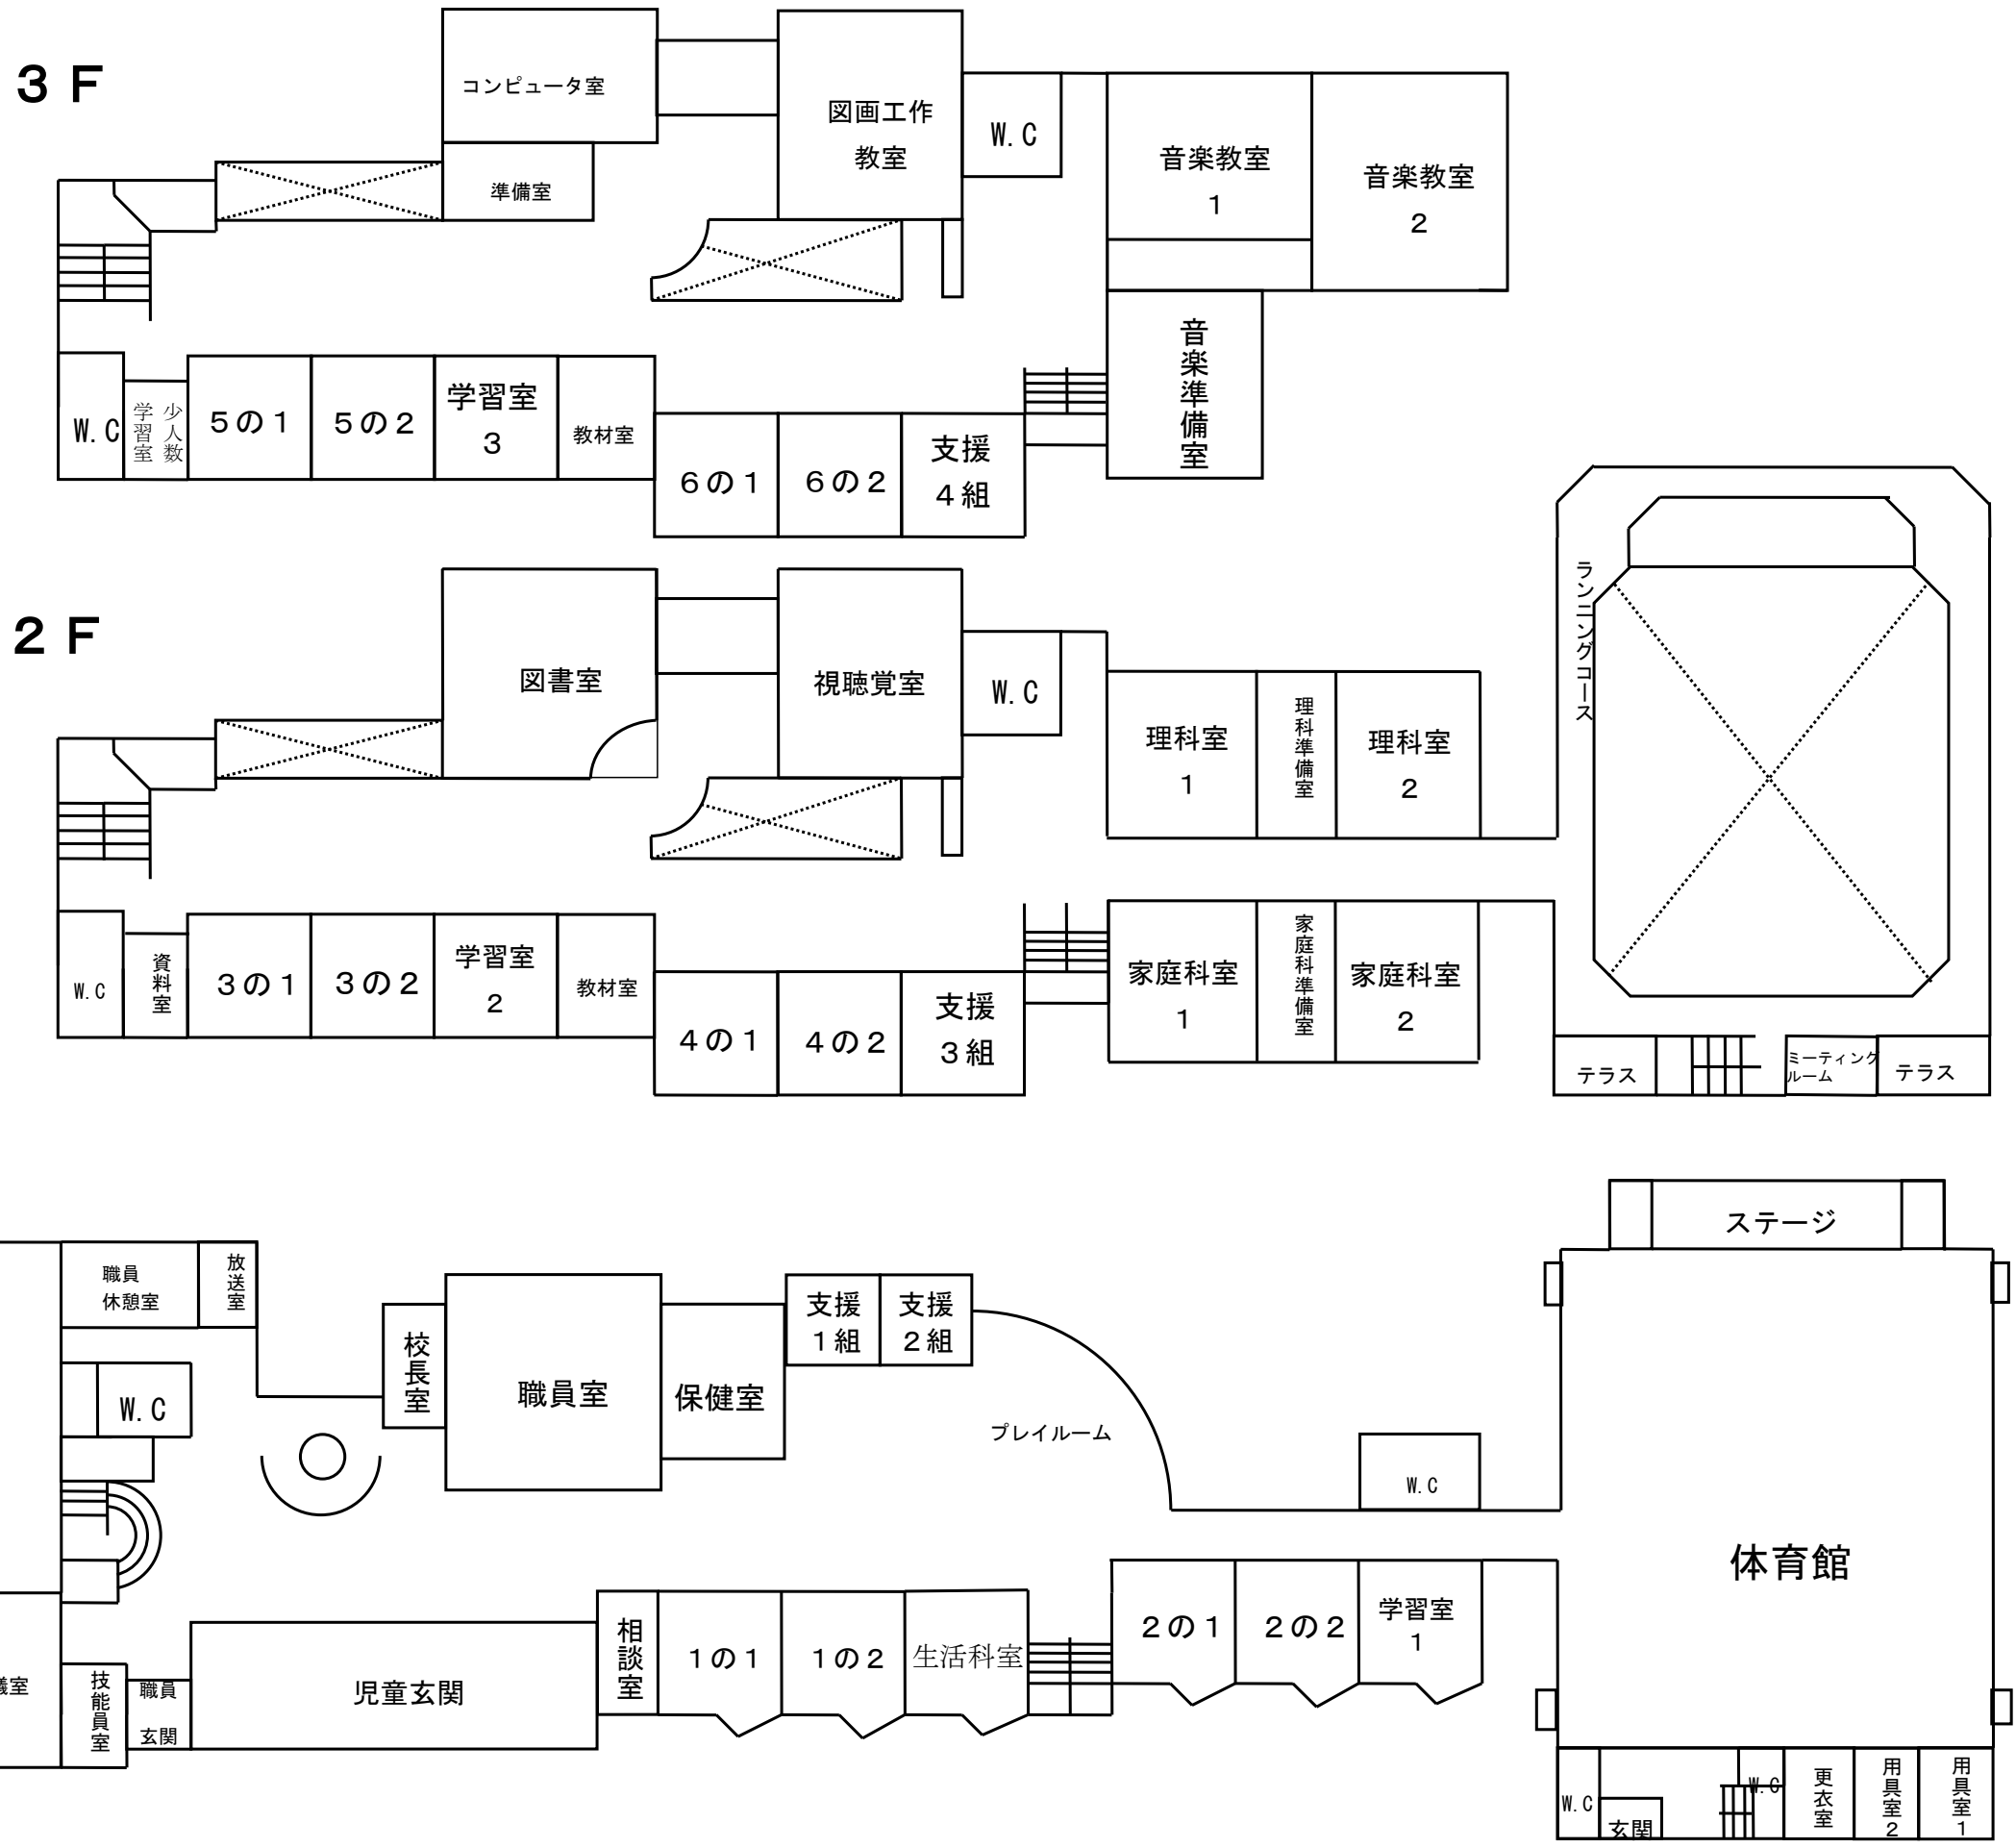 ３Ｆ
コンピュータ室
準備室
図画工作
教室
W.C
音楽教室
１
音楽教室
２
音楽準備室
W.C
少人数
学習室
５の１
５の２
学習室
３
教材室
６の１
６の２
支援
４組
２Ｆ
図書室
視聴覚室
W.C
理科室
１
理科準備室
理科室
２
ランニングコース
W.C
資料室
３の１
３の２
学習室
２
教材室
４の１
４の２
支援
３組
家庭科室
１
家庭科準備室
家庭科室
２
テラス
ミーティング
ルーム
テラス
ステージ
職員
休憩室
放送室
校長室
職員室
保健室
支援
１組
支援
２組
W.C
プレイルーム
W.C
体育館
室
技能員室
職員
玄関
児童玄関
相談室
１の１
１の２
生活科室
２の１
２の２
学習室
１
W.C
玄関
W.C
更衣室
用具室２
用具室１